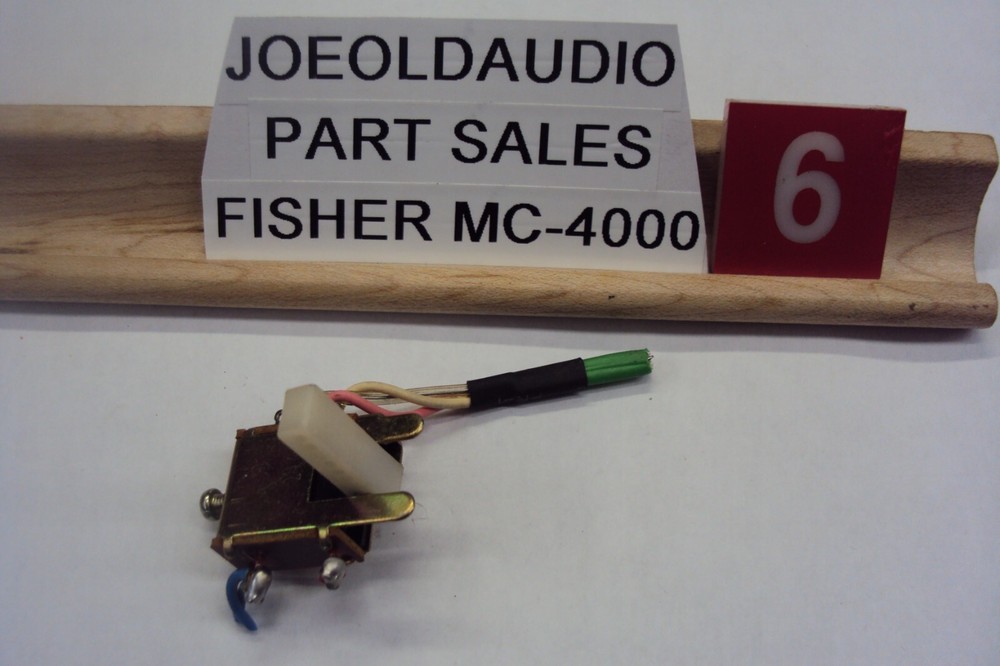 JOEOLDAUDIO
PART SALES
FISHER MC-4000
6